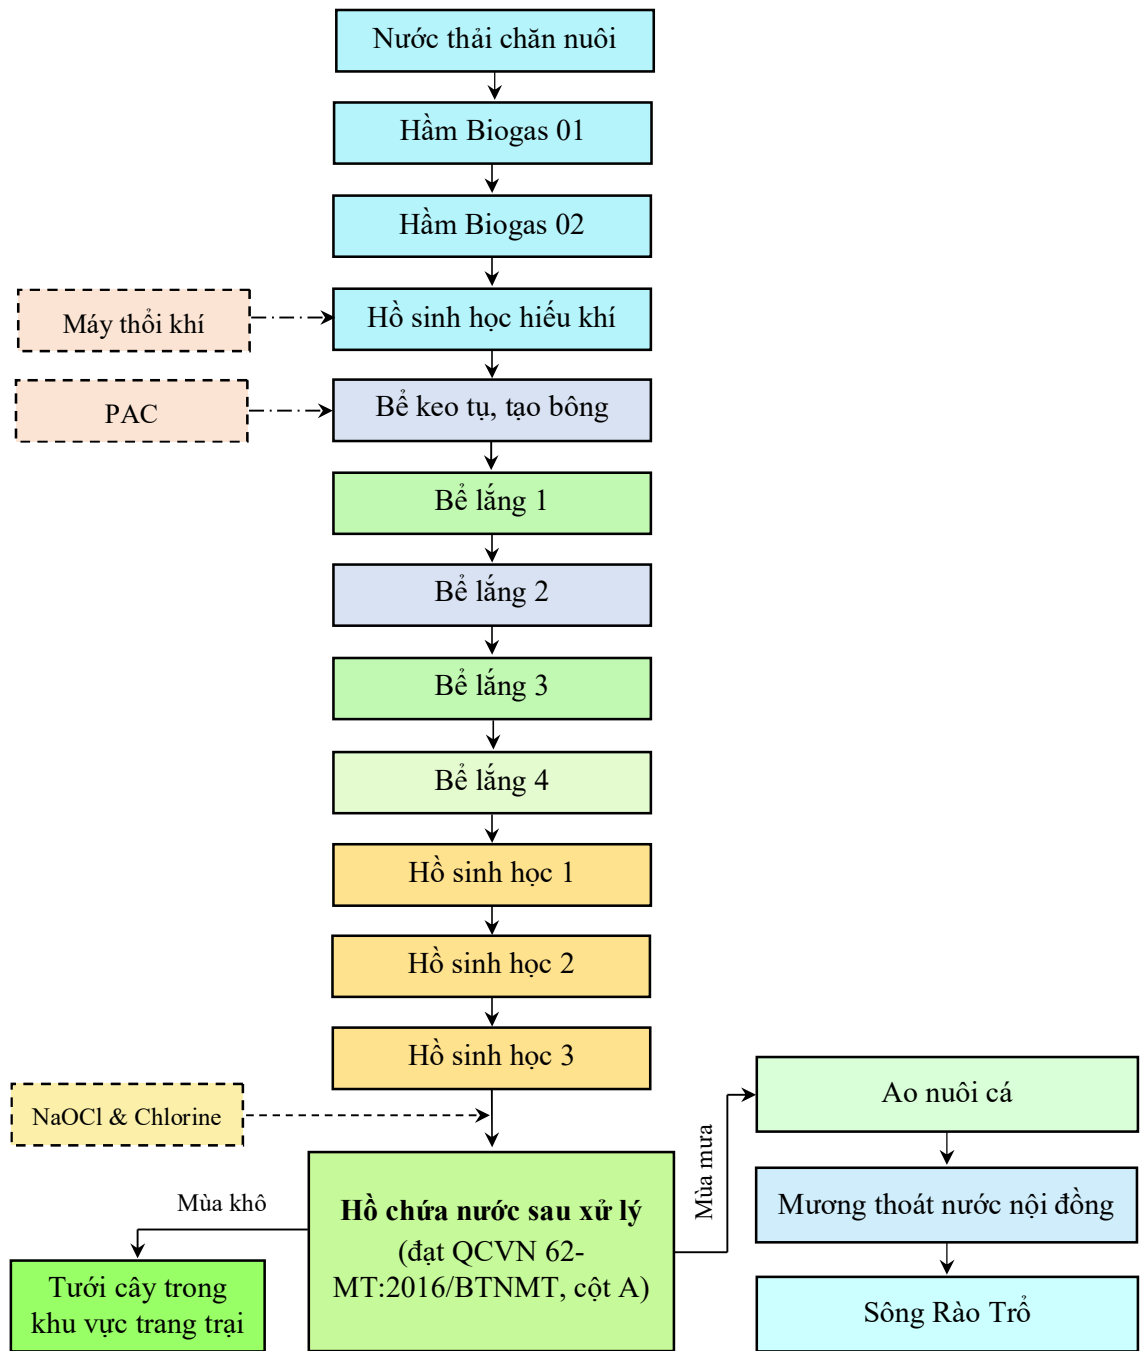 Nước thải chăn nuôi
Hầm Biogas 01
Hầm Biogas 02
Máy thổi khí
Hồ sinh học hiếu khí
PAC
Bể keo tụ, tạo bông
Bể lắng 1
Bể lắng 2
Bể lắng 3
Bể lắng 4
Hồ sinh học 1
Hồ sinh học 2
Hồ sinh học 3
NaOCl & Chlorine
Mùa khô
Hồ chứa nước sau xử lý
(đạt QCVN 62-
MT:2016/BTNMT, cột A)
Tưới cây trong
khu vực trang trại
Mùa mưa
Ao nuôi cá
Mương thoát nước nội đồng
Sông Rào Trổ